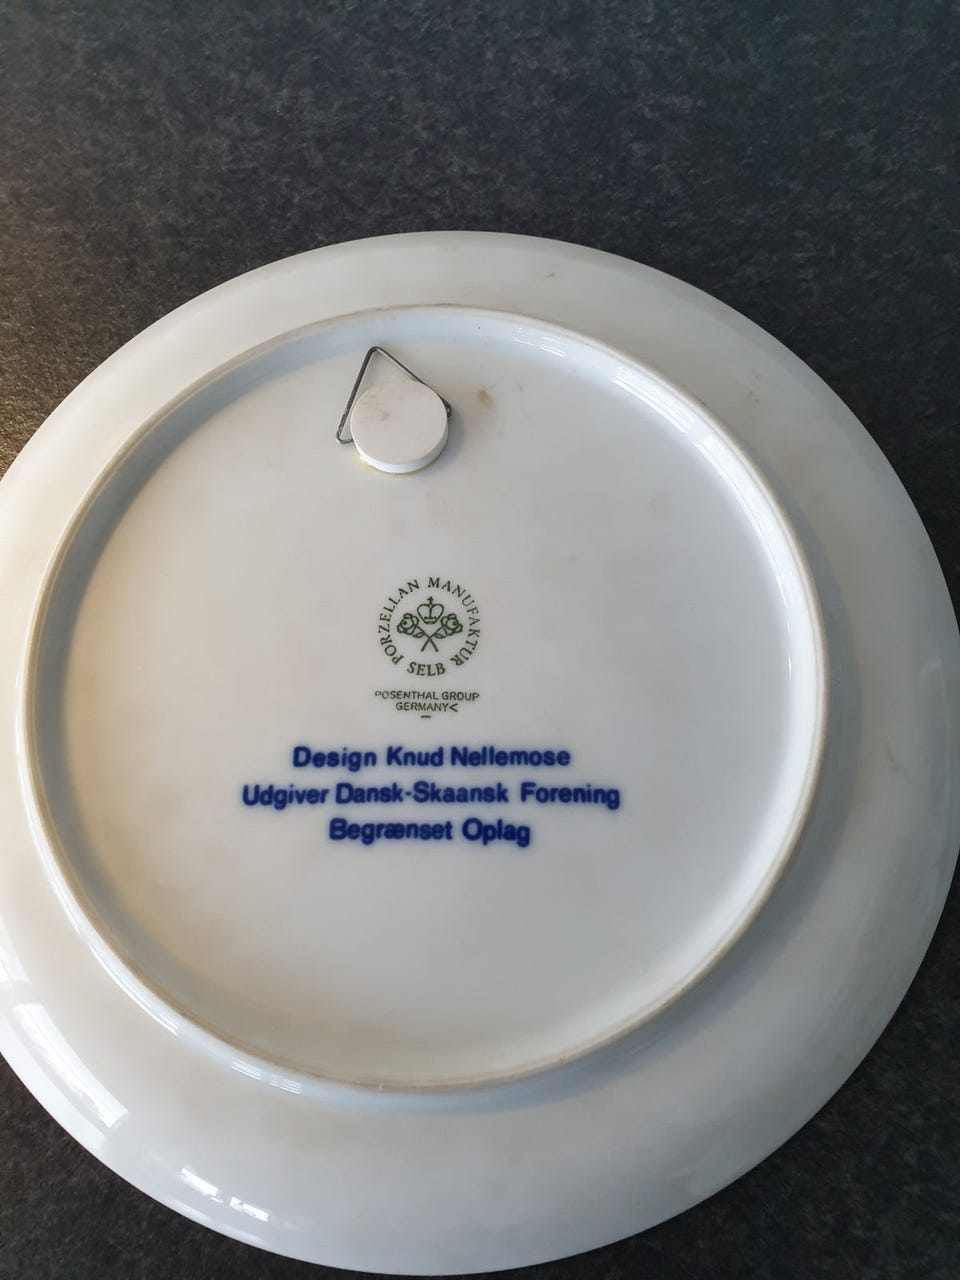 PORZELLAN MANUFAKTUR
SELB
ROSENTHAL GROUP
GERMANY
Design Knud Nellemose
Udgiver Dansk-Skaansk Forening
Begrænset Oplag